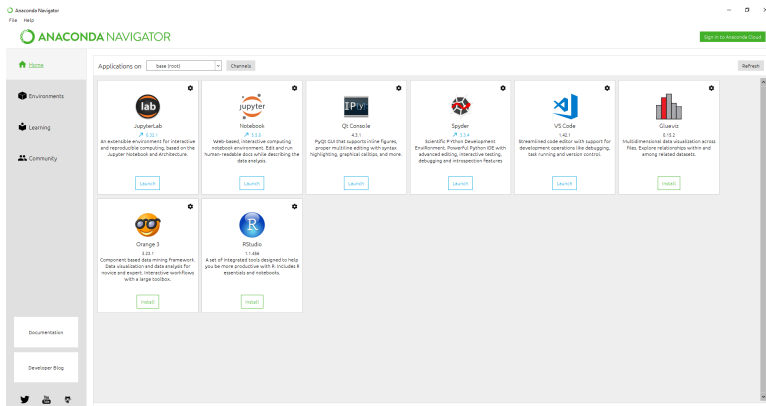 Anaconda Navigator
File Help
ANACONDA NAVIGATOR
Sign in to Anaconda Cloud
Home
Environments
Learning
Community
Documentation
Developer Blog
You Tube
Applications on base (root) Channels Refresh
lab
JupyterLab
An extensible environment for interactive
and reproducible computing, based on the
Jupyter Notebook and Architecture.
Launch
jupyter
Notebook
Web-based, interactive computing
notebook environment. Edit and run
human-readable docs while describing the
data analysis.
Launch
IP[y]:
Qt Console
4.3.1
PyQt GUI that supports inline figures,
proper multiline editing with syntax
highlighting, graphical calltips, and more.
Launch
Spyder
3.3.4
Scientific Python Development
EnviRonment. Powerful Python IDE with
advanced editing, interactive testing,
debugging and introspection features
Launch
VS Code
1.42.1
Streamlined code editor with support for
development operations like debugging,
task running and version control.
Launch
Glueviz
0.15.2
Multidimensional data visualization across
files. Explore relationships within and
among related datasets.
Install
Orange 3
3.23.1
Component based data mining framework.
Data visualization and data analysis for
novice and expert. Interactive workflows
with a large toolbox.
Install
R
RStudio
1.1.456
A set of integrated tools designed to help
you be more productive with R. Includes R
essentials and notebooks.
Install